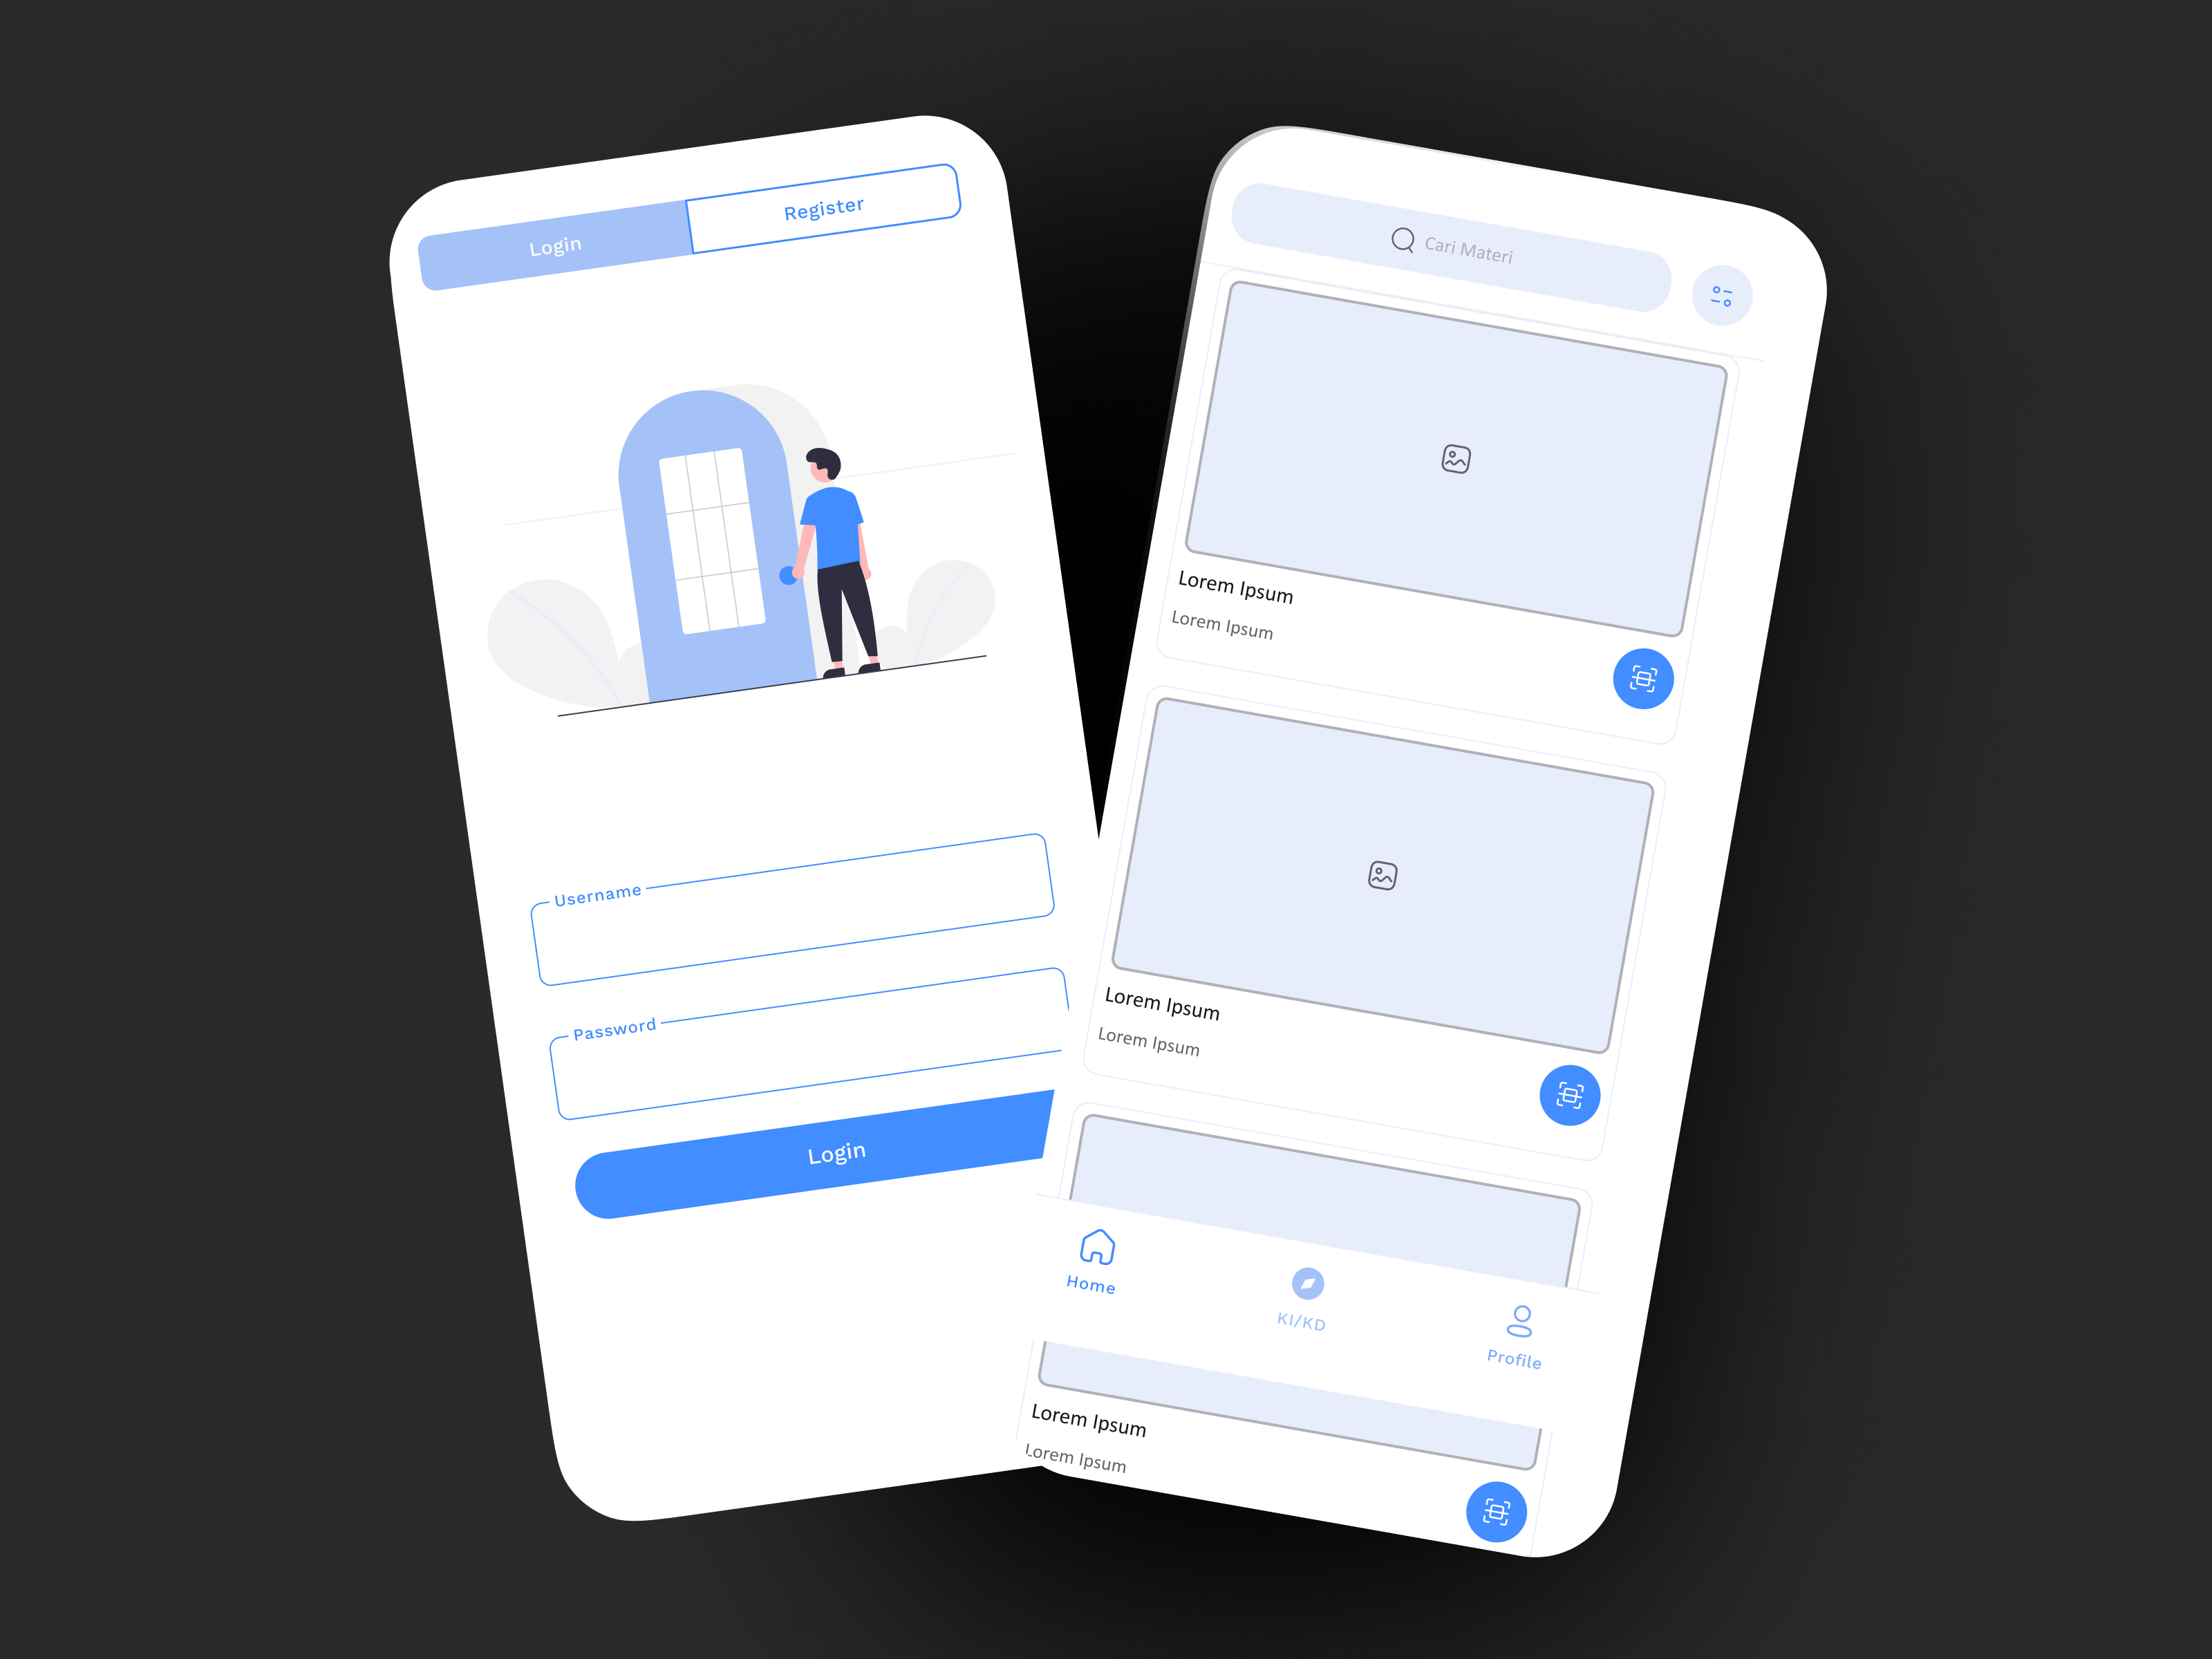 Login
Register
Username
Password
Login
Cari Materi
Lorem Ipsum
Lorem Ipsum
Lorem Ipsum
Lorem Ipsum
Home
KI/KD
Profile
Lorem Ipsum
Lorem Ipsum